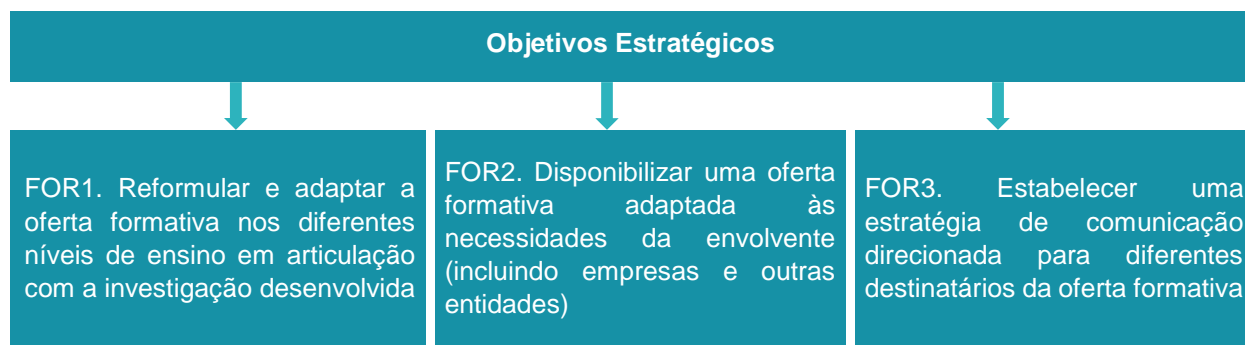 Objetivos Estratégicos
FOR1. Reformular e adaptar a
oferta formativa nos diferentes
níveis de ensino em articulação
com a investigação desenvolvida
FOR2. Disponibilizar uma oferta
formativa adaptada às
necessidades da envolvente
(incluindo empresas e outras
entidades)
FOR3. Estabelecer uma
estratégia de comunicação
direcionada para diferentes
destinatários da oferta formativa